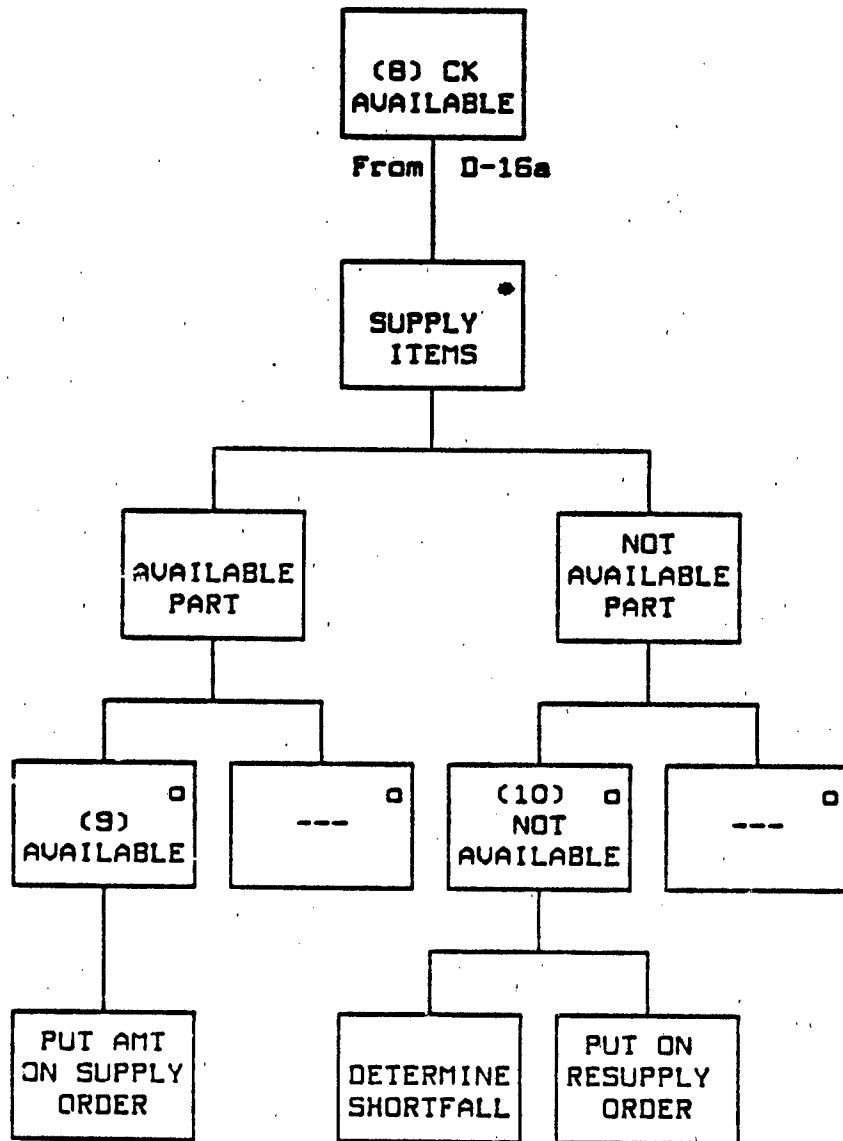 (8) CK
AVAILABLE
From D-16a
*
SUPPLY
ITEMS
AVAILABLE
PART
NOT
AVAILABLE
PART
o
(9)
AVAILABLE
o
---
(10) o
NOT
AVAILABLE
o
---
PUT AMT
ON SUPPLY
ORDER
DETERMINE
SHORTFALL
PUT ON
RESUPPLY
ORDER